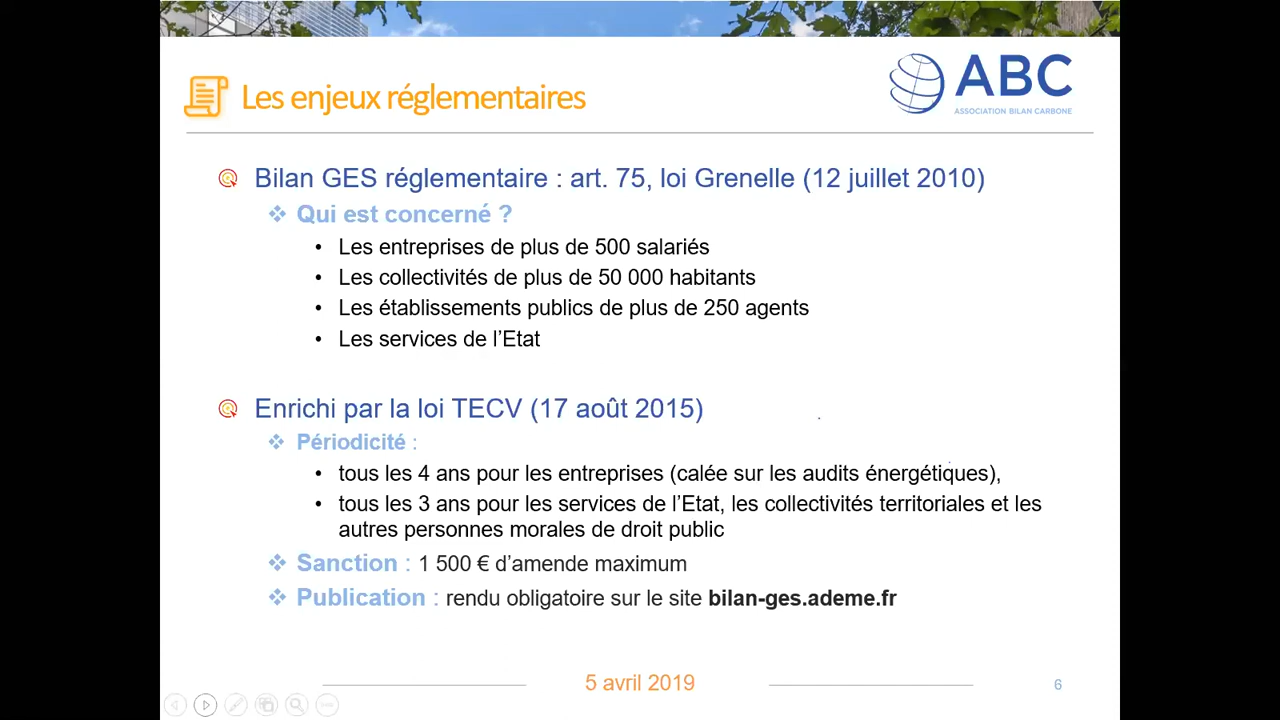 Les enjeux réglementaires
ABC
ASSOCIATION BILAN CARBONE
Bilan GES réglementaire : art. 75, loi Grenelle (12 juillet 2010)
Qui est concerné ?
• Les entreprises de plus de 500 salariés
• Les collectivités de plus de 50 000 habitants
• Les établissements publics de plus de 250 agents
• Les services de l’Etat
Enrichi par la loi TECV (17 août 2015)
Périodicité :
• tous les 4 ans pour les entreprises (calée sur les audits énergétiques),
• tous les 3 ans pour les services de l’Etat, les collectivités territoriales et les
autres personnes morales de droit public
Sanction : 1 500 € d’amende maximum
Publication : rendu obligatoire sur le site bilan-ges.ademe.fr
5 avril 2019
6